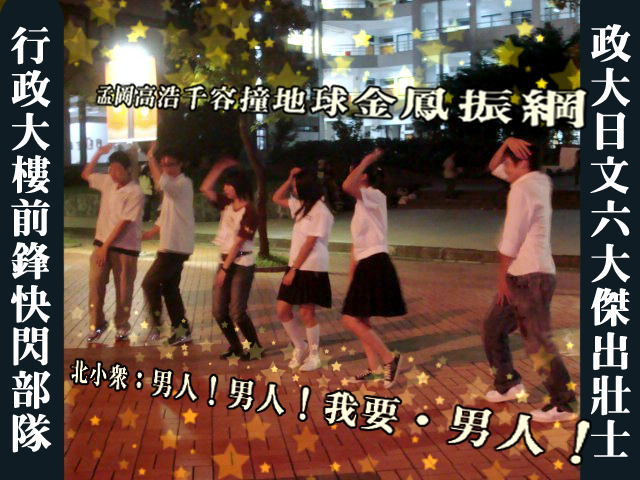 政大日文六大傑出壯士
孟岡高浩千容撞地球金鳳振網
北小衆：男人！男人！我要・男人！
行政大樓前鋒快閃部隊